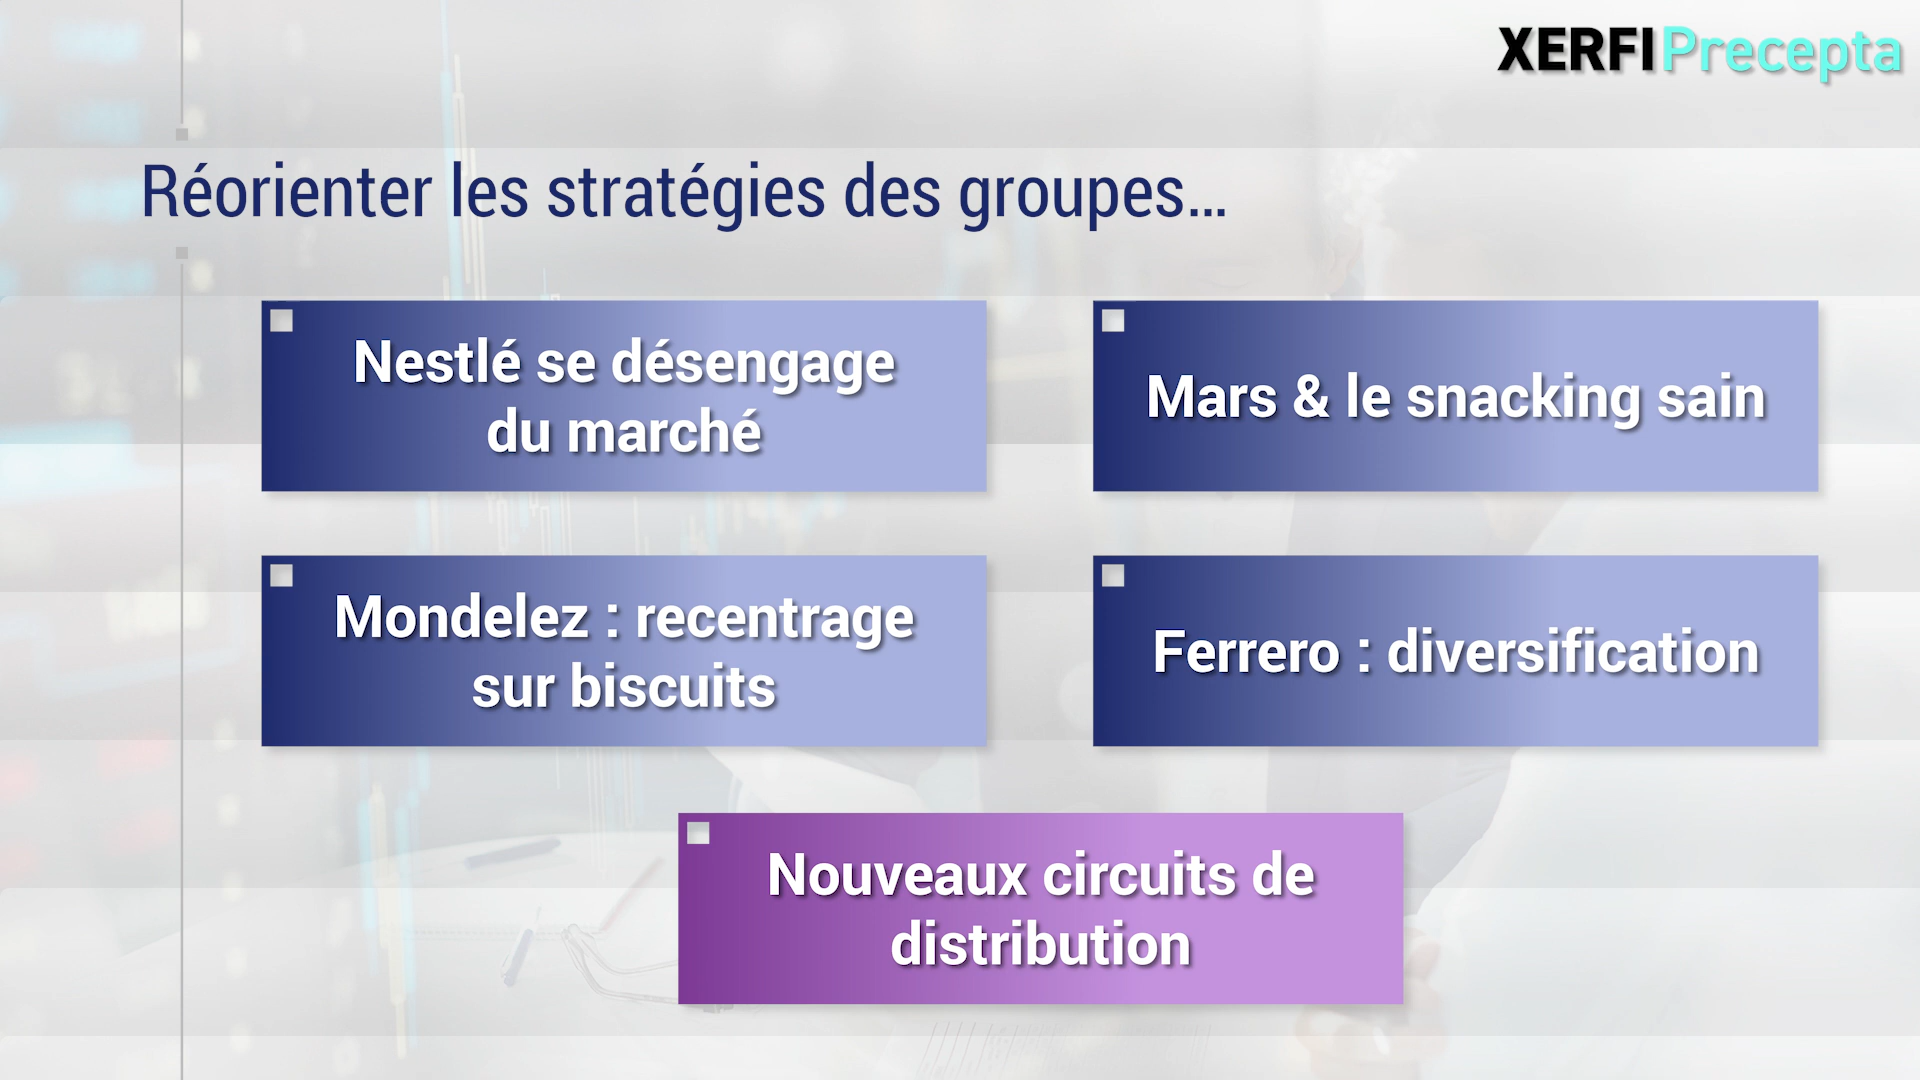 XERFI Precepta
Réorienter les stratégies des groupes...
Nestlé se désengage
du marché
Mars & le snacking sain
Mondelez : recentrage
sur biscuits
Ferrero : diversification
Nouveaux circuits de
distribution